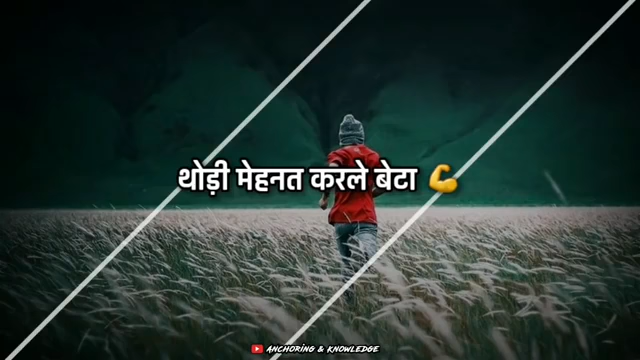 थोड़ी मेहनत करले बेटा 💪
ANCHORING & KNOWLEDGE